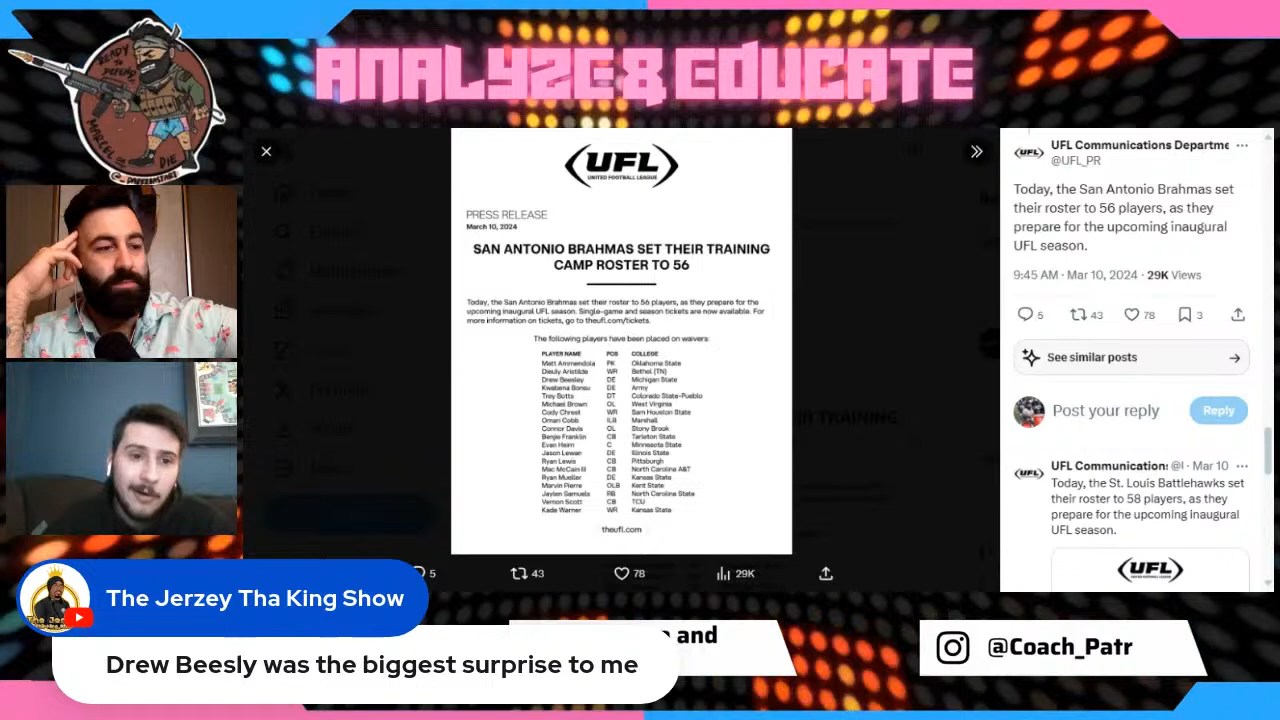 ANALYZE & EDUCATE
READY
TO
DEFEND
MARCEL
OR
DIE
UFL
UNITED FOOTBALL LEAGUE
PRESS RELEASE
March 10, 2024
SAN ANTONIO BRAHMAS SET THEIR TRAINING
CAMP ROSTER TO 56
Today, the San Antonio Brahmas set their roster to 56 players, as they prepare for the
upcoming inaugural UFL season. Single-game and season tickets are now available. For
more information on tickets, go to theufl.com/tickets.
The following players have been placed on waivers:
PLAYER NAME POS COLLEGE
Matt Ammendola PK Oklahoma State
Dieuly Aristilde WR Bethel (TN)
Drew Beesley DE Michigan State
Kwabena Bonsu DE Army
Trey Botts DT Colorado State-Pueblo
Michael Brown OL West Virginia
Cody Chrest WR Sam Houston State
Omari Cobb ILB Marshall
Connor Davis OL Stony Brook
Benjie Franklin CB Tarleton State
Evan Heim C Minnesota State
Jason Lewan DE Illinois State
Ryan Lewis CB Pittsburgh
Mac McCain III CB North Carolina A&T
Ryan Mueller DE Kansas State
Marvin Pierre OLB Kent State
Jaylen Samuels RB North Carolina State
Vernon Scott CB TCU
Kade Warner WR Kansas State
theufl.com
5 43 78 29K
UFL Communications Departme ...
@UFL_PR
Today, the San Antonio Brahmas set
their roster to 56 players, as they
prepare for the upcoming inaugural
UFL season.
9:45 AM · Mar 10, 2024 · 29K Views
5 43 78 3
See similar posts
Post your reply
Reply
UFL Communications @l · Mar 10 ...
Today, the St. Louis Battlehawks set
their roster to 58 players, as they
prepare for the upcoming inaugural
UFL season.
UFL
The Jerzey Tha King Show
Drew Beesly was the biggest surprise to me
and
@Coach_Patr